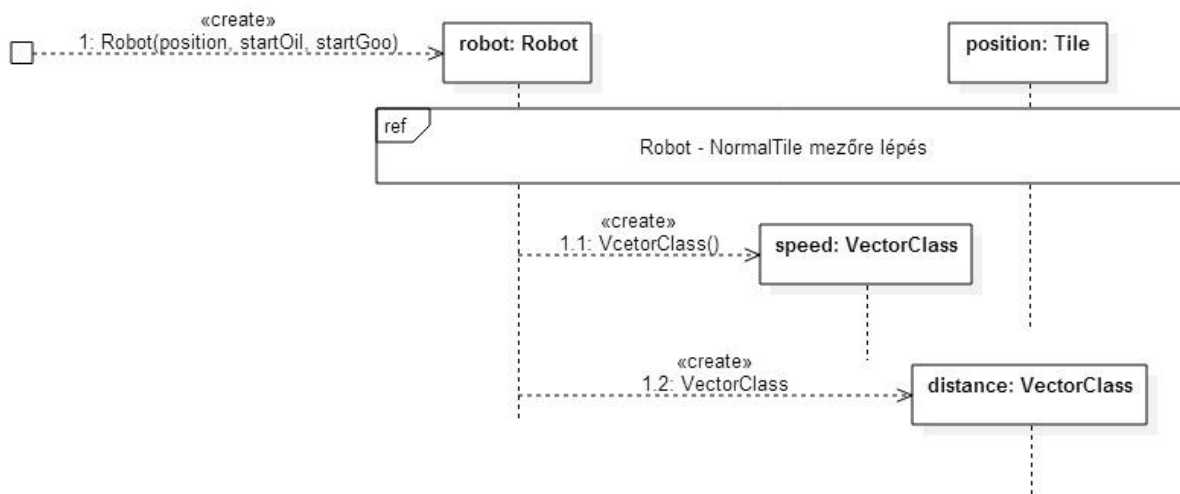 «create»
1: Robot(position, startOil, startGoo)
robot: Robot
position: Tile
ref
Robot - NormalTile mezőre lépés
«create»
1.1: VcetorClass()
speed: VectorClass
«create»
1.2: VectorClass
distance: VectorClass